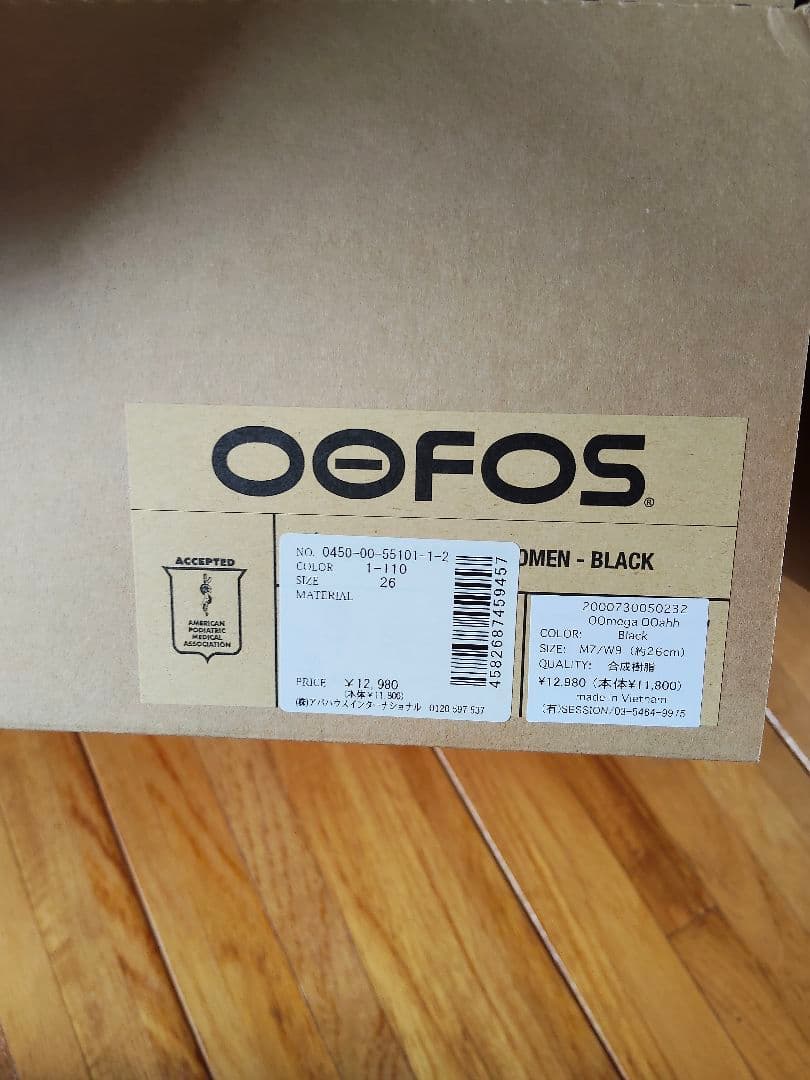 OOFOS®
OMEN - BLACK
ACCEPTED
AMERICAN
PODIATRIC
MEDICAL
ASSOCIATION
NO. 0450-00-55101-1-2
COLOR 1-110
SIZE 26
MATERIAL
PRICE ¥12,980
(本体¥11,800)
(株)アバハウスインターナショナル 0120 597 537
4582687459457
2000730050232
OOmega OOahh
COLOR: Black
SIZE: M7/W9 (約26cm)
QUALITY: 合成樹脂
¥12,980 (本体¥11,800)
made in Vietnam
(有)SESSION/03-5464-9975